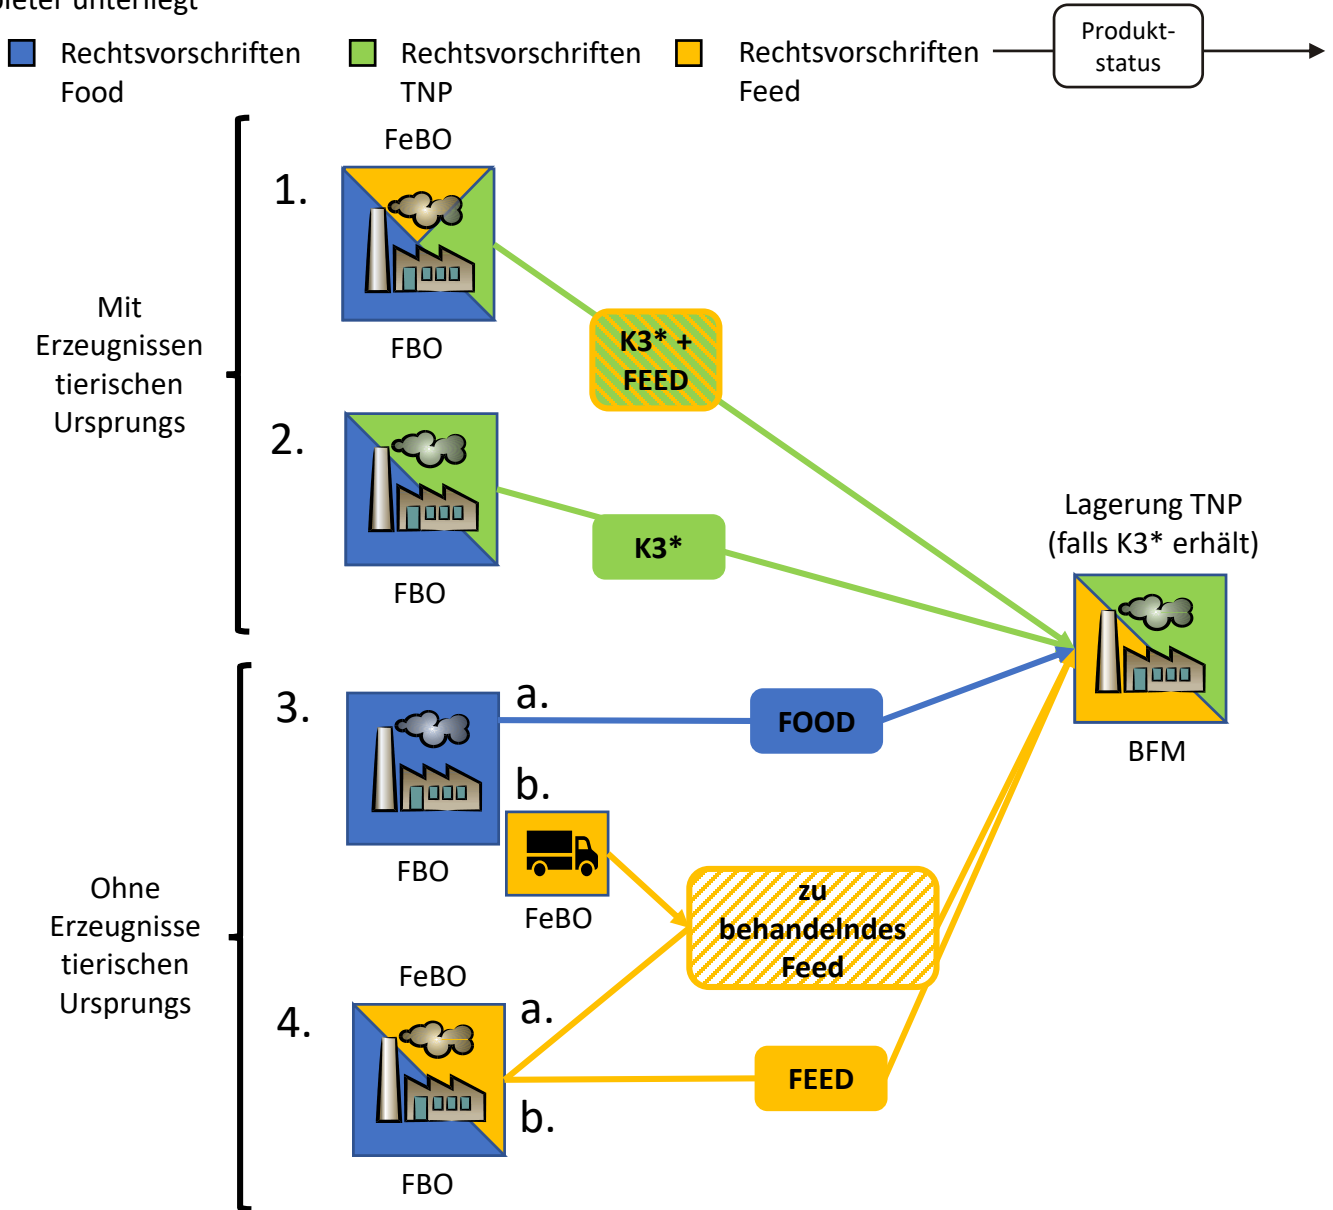 unterliegt
Rechtsvorschriften
Food
Rechtsvorschriften
TNP
Rechtsvorschriften
Feed
Produkt-
status
FeBO
1.
FBO
Mit
Erzeugnissen
tierischen
Ursprungs
K3* +
FEED
2.
FBO
K3*
Lagerung TNP
(falls K3* erhält)
BFM
3.
a.
FOOD
b.
FBO
FeBO
Ohne
Erzeugnisse
tierischen
Ursprungs
zu
behandelndes
Feed
FeBO
4.
a.
FEED
b.
FBO